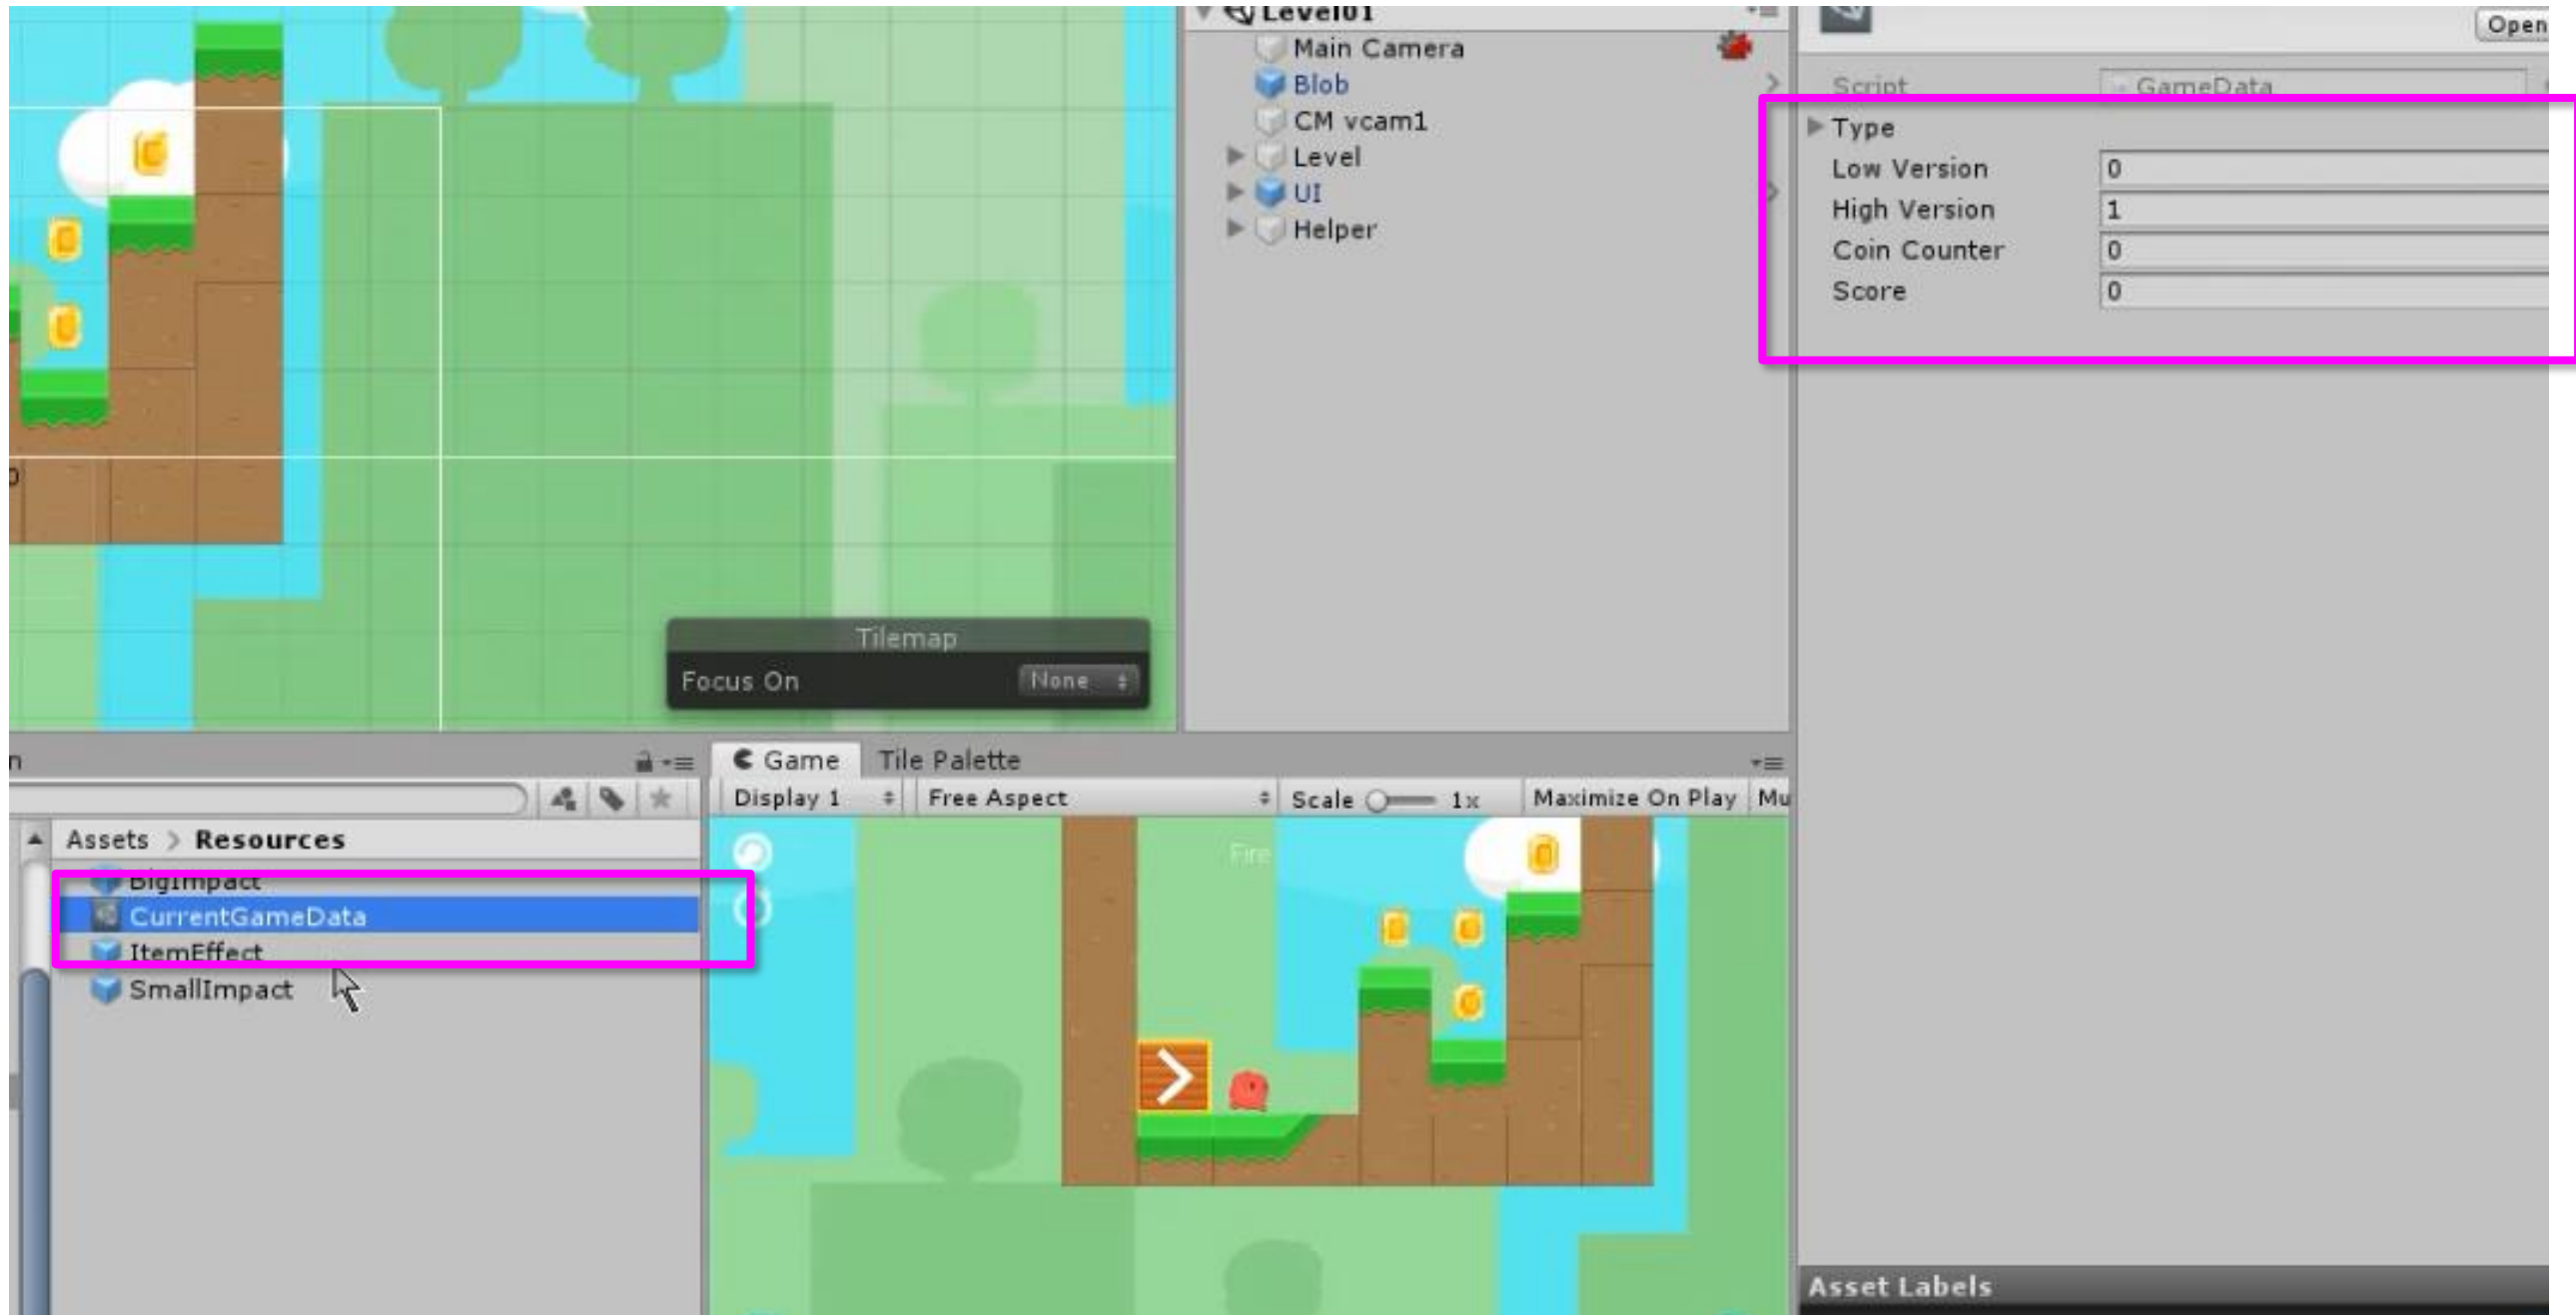 Level01
Main Camera
Blob
CM vcam1
Level
UI
Helper
Open
Script GameData
Type
Low Version 0
High Version 1
Coin Counter 0
Score 0
Tilemap
Focus On None
Game Tile Palette
Display 1 Free Aspect Scale 1x Maximize On Play Mu
Assets > Resources
BigImpact
CurrentGameData
ItemEffect
SmallImpact
Fire
Asset Labels